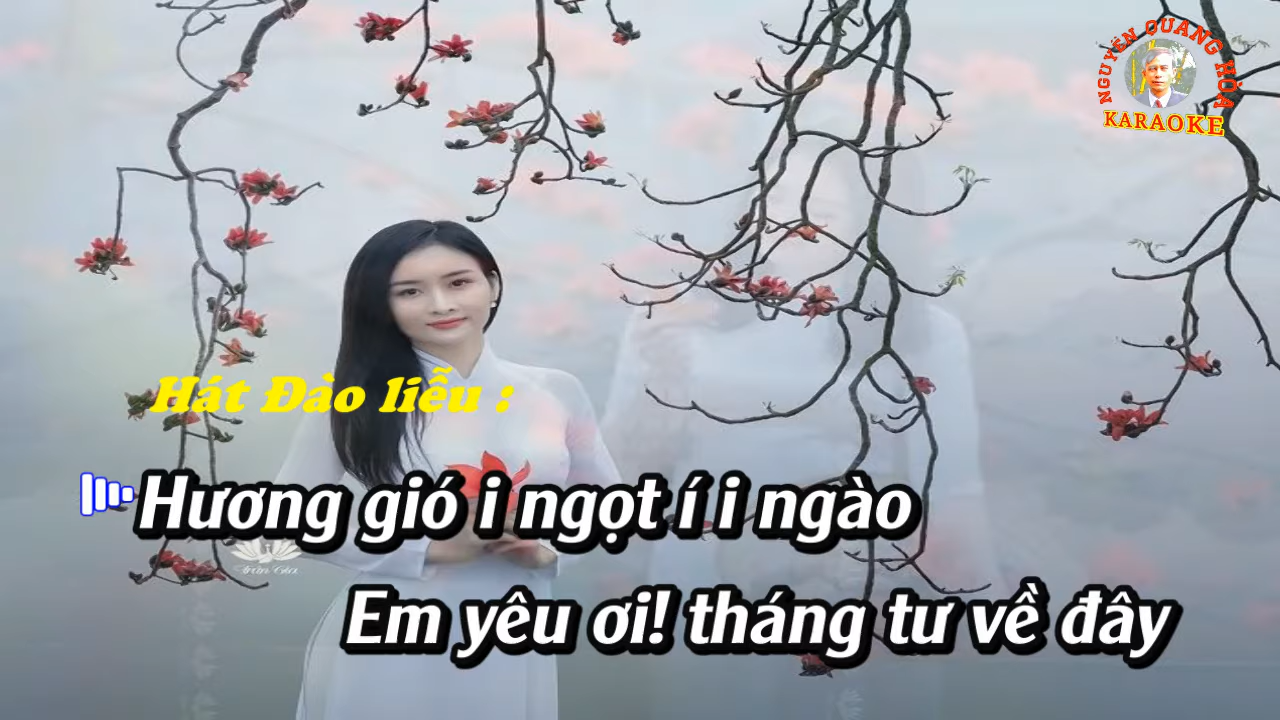 NGUYỄN QUANG HÒA
KARAOKE
Hát Đào liễu :
Hương gió i ngọt í i ngào
Em yêu ơi! tháng tư về đây